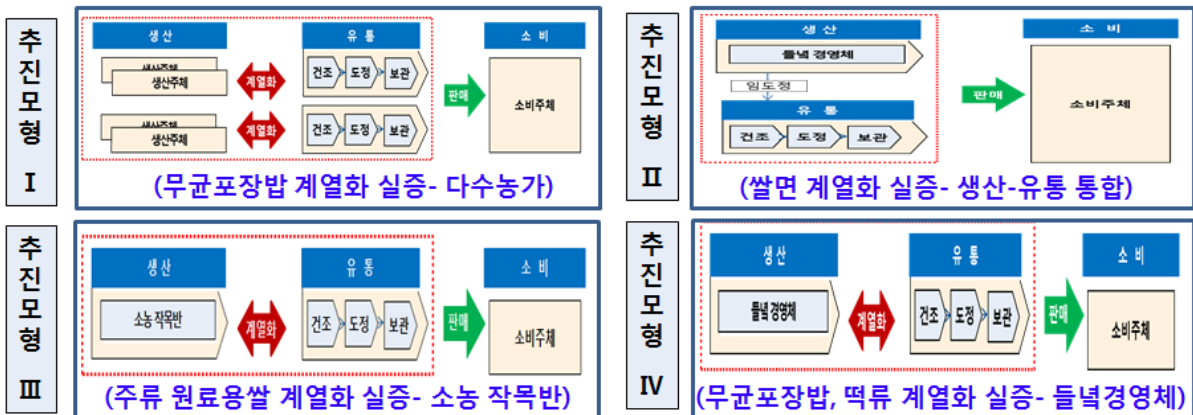 추진모형 Ⅰ
생산
유통
소비
생산주체
생산주체
계열화
건조
도정
보관
판매
소비주체
생산주체
생산주체
계열화
건조
도정
보관
(무균포장밥 계열화 실증- 다수농가)
추진모형 Ⅱ
생산
들녘 경영체
임도정
유통
건조
도정
보관
판매
소비
소비주체
(쌀면 계열화 실증- 생산-유통 통합)
추진모형 Ⅲ
생산
유통
소비
소농 작목반
계열화
건조
도정
보관
판매
소비주체
(주류 원료용쌀 계열화 실증- 소농 작목반)
추진모형 Ⅳ
생산
유통
소비
들녘 경영체
계열화
건조
도정
보관
판매
소비주체
(무균포장밥, 떡류 계열화 실증- 들녘경영체)